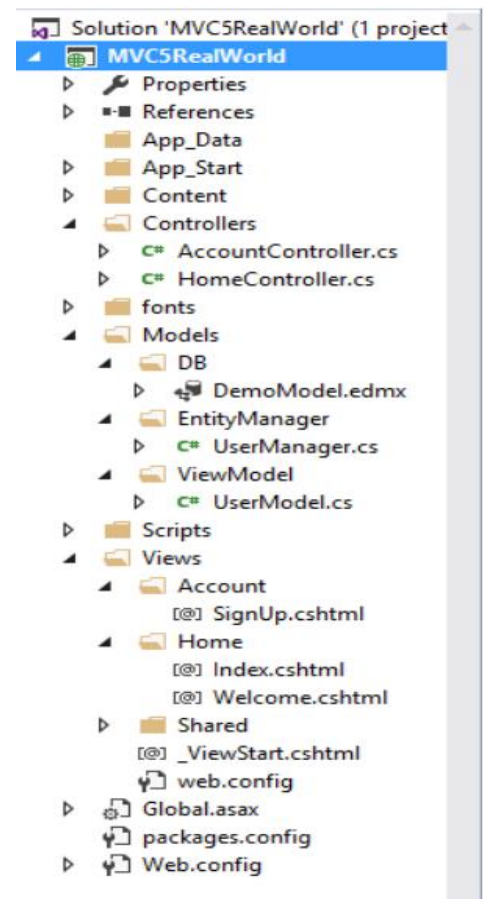 Solution 'MVC5RealWorld' (1 project
MVC5RealWorld
Properties
References
App_Data
App_Start
Content
Controllers
C# AccountController.cs
C# HomeController.cs
fonts
Models
DB
DemoModel.edmx
EntityManager
C# UserManager.cs
ViewModel
C# UserModel.cs
Scripts
Views
Account
[@] SignUp.cshtml
Home
[@] Index.cshtml
[@] Welcome.cshtml
Shared
[@] _ViewStart.cshtml
web.config
Global.asax
packages.config
Web.config